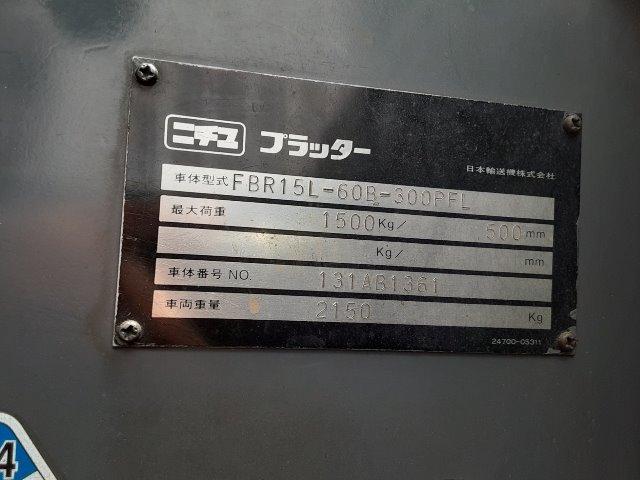 ニチユ プラッター
日本輸送機株式会社
車体型式 FBR15L-60B-300PFL
最大荷重 1500 Kg/ 500 mm
Kg/ mm
車体番号 NO. 131AB1361
車両重量 2150 Kg
24700-05311
4